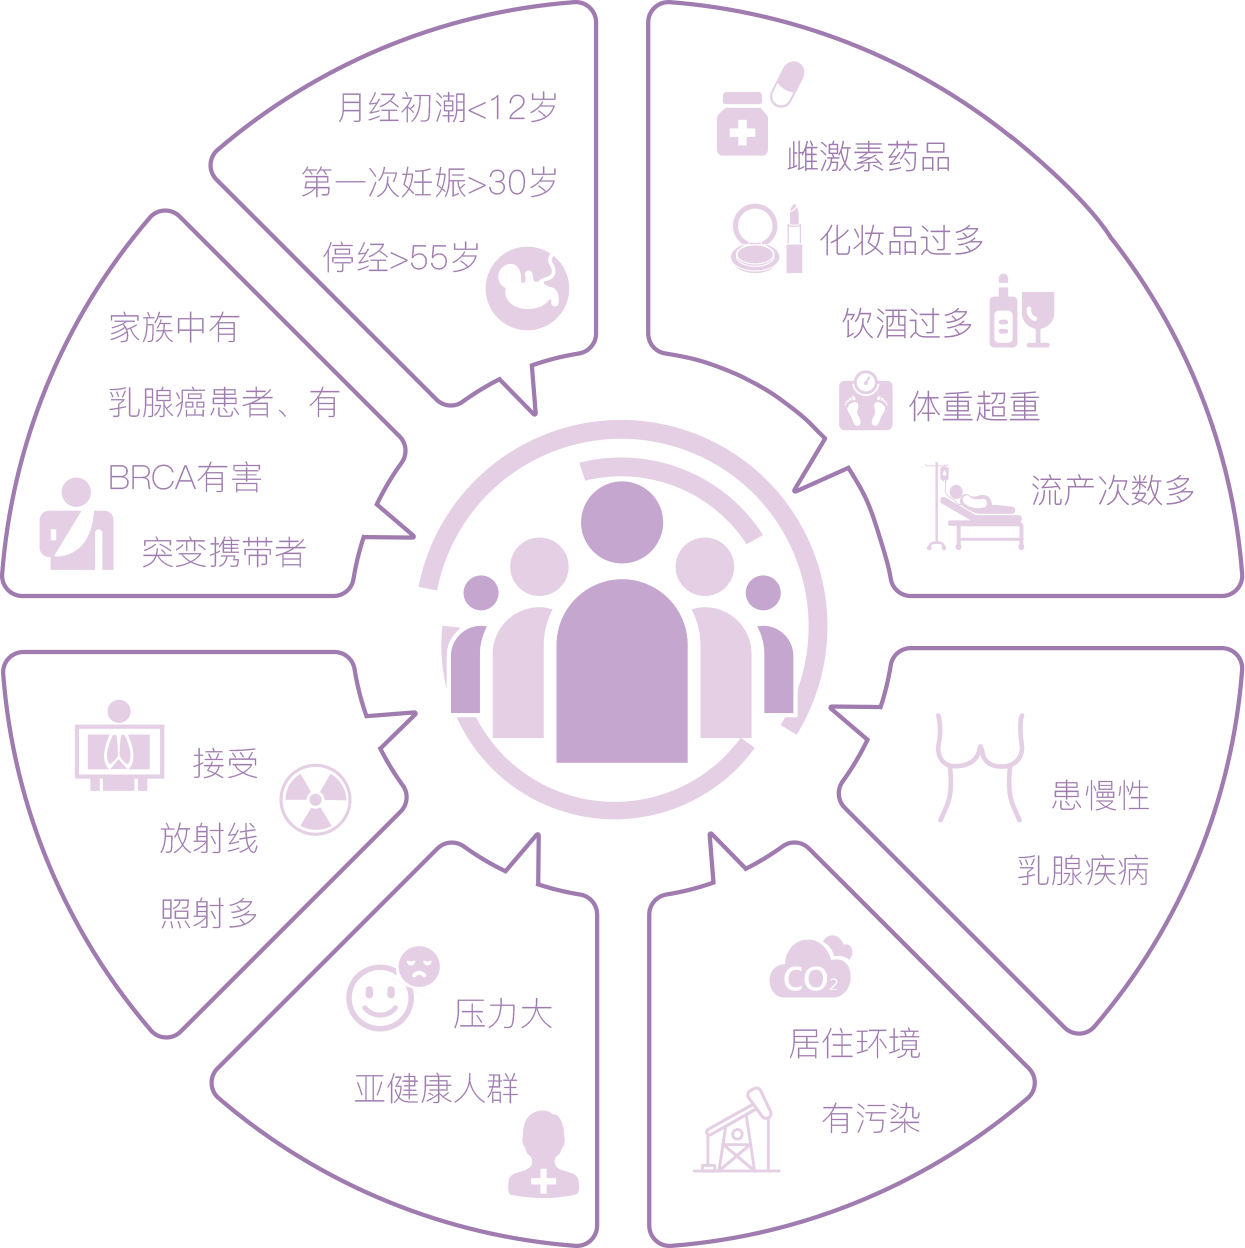 月经初潮<12岁
第一次妊娠>30岁
停经>55岁
雌激素药品
化妆品过多
饮酒过多
体重超重
流产次数多
家族中有
乳腺癌患者、有
BRCA有害
突变携带者
接受
放射线
照射多
患慢性
乳腺疾病
压力大
亚健康人群
CO₂
居住环境
有污染